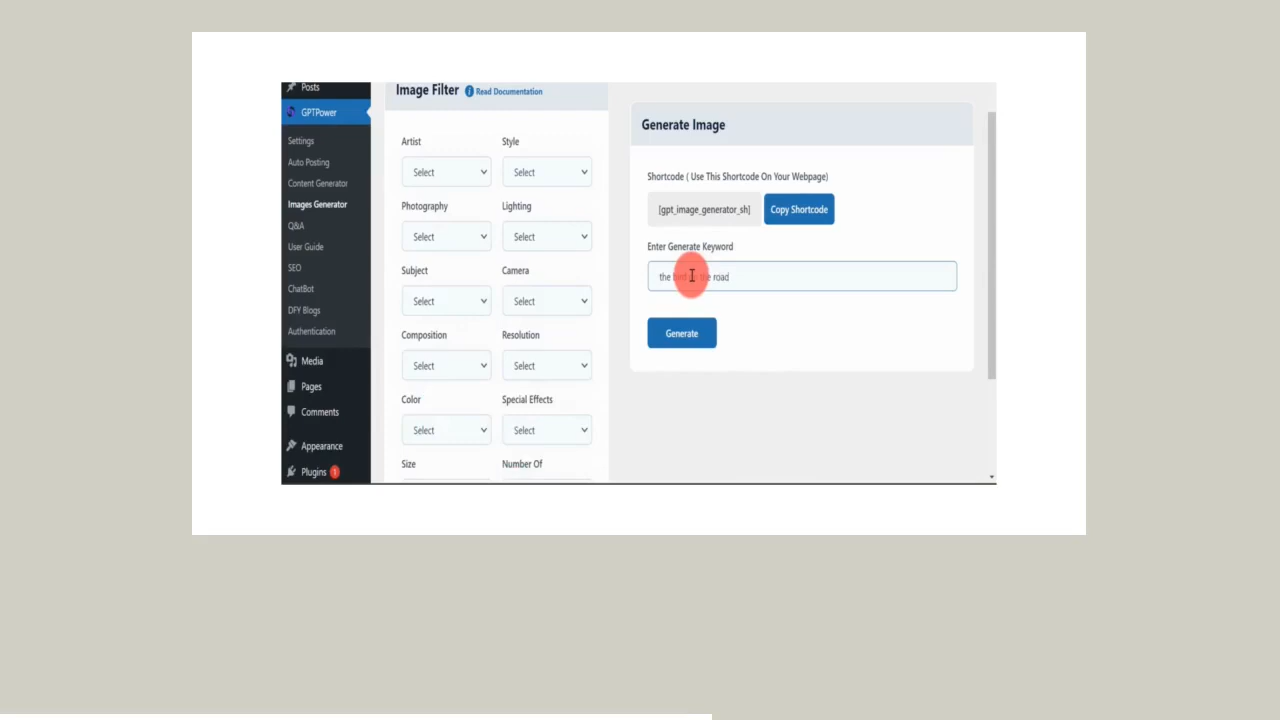 Posts
GPTPower
Settings
Auto Posting
Content Generator
Images Generator
Q&A
User Guide
SEO
ChatBot
DFY Blogs
Authentication
Media
Pages
Comments
Appearance
Plugins 1
Image Filter Read Documentation
Artist Style
Select Select
Photography Lighting
Select Select
Subject Camera
Select Select
Composition Resolution
Select Select
Color Special Effects
Select Select
Size Number Of
Generate Image
Shortcode ( Use This Shortcode On Your Webpage)
[gpt_image_generator_sh] Copy Shortcode
Enter Generate Keyword
the road
Generate